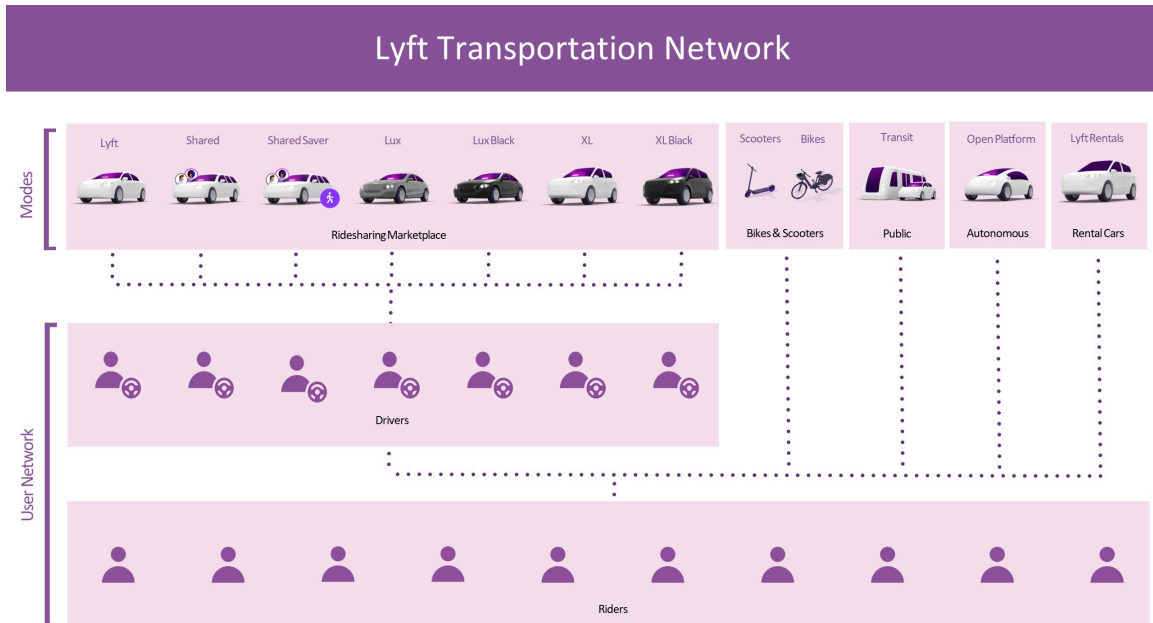 Lyft Transportation Network
Modes
Lyft
Shared
Shared Saver
Lux
Lux Black
XL
XL Black
Scooters
Bikes
Transit
Open Platform
Lyft Rentals
Ridesharing Marketplace
Bikes & Scooters
Public
Autonomous
Rental Cars
User Network
Drivers
Riders